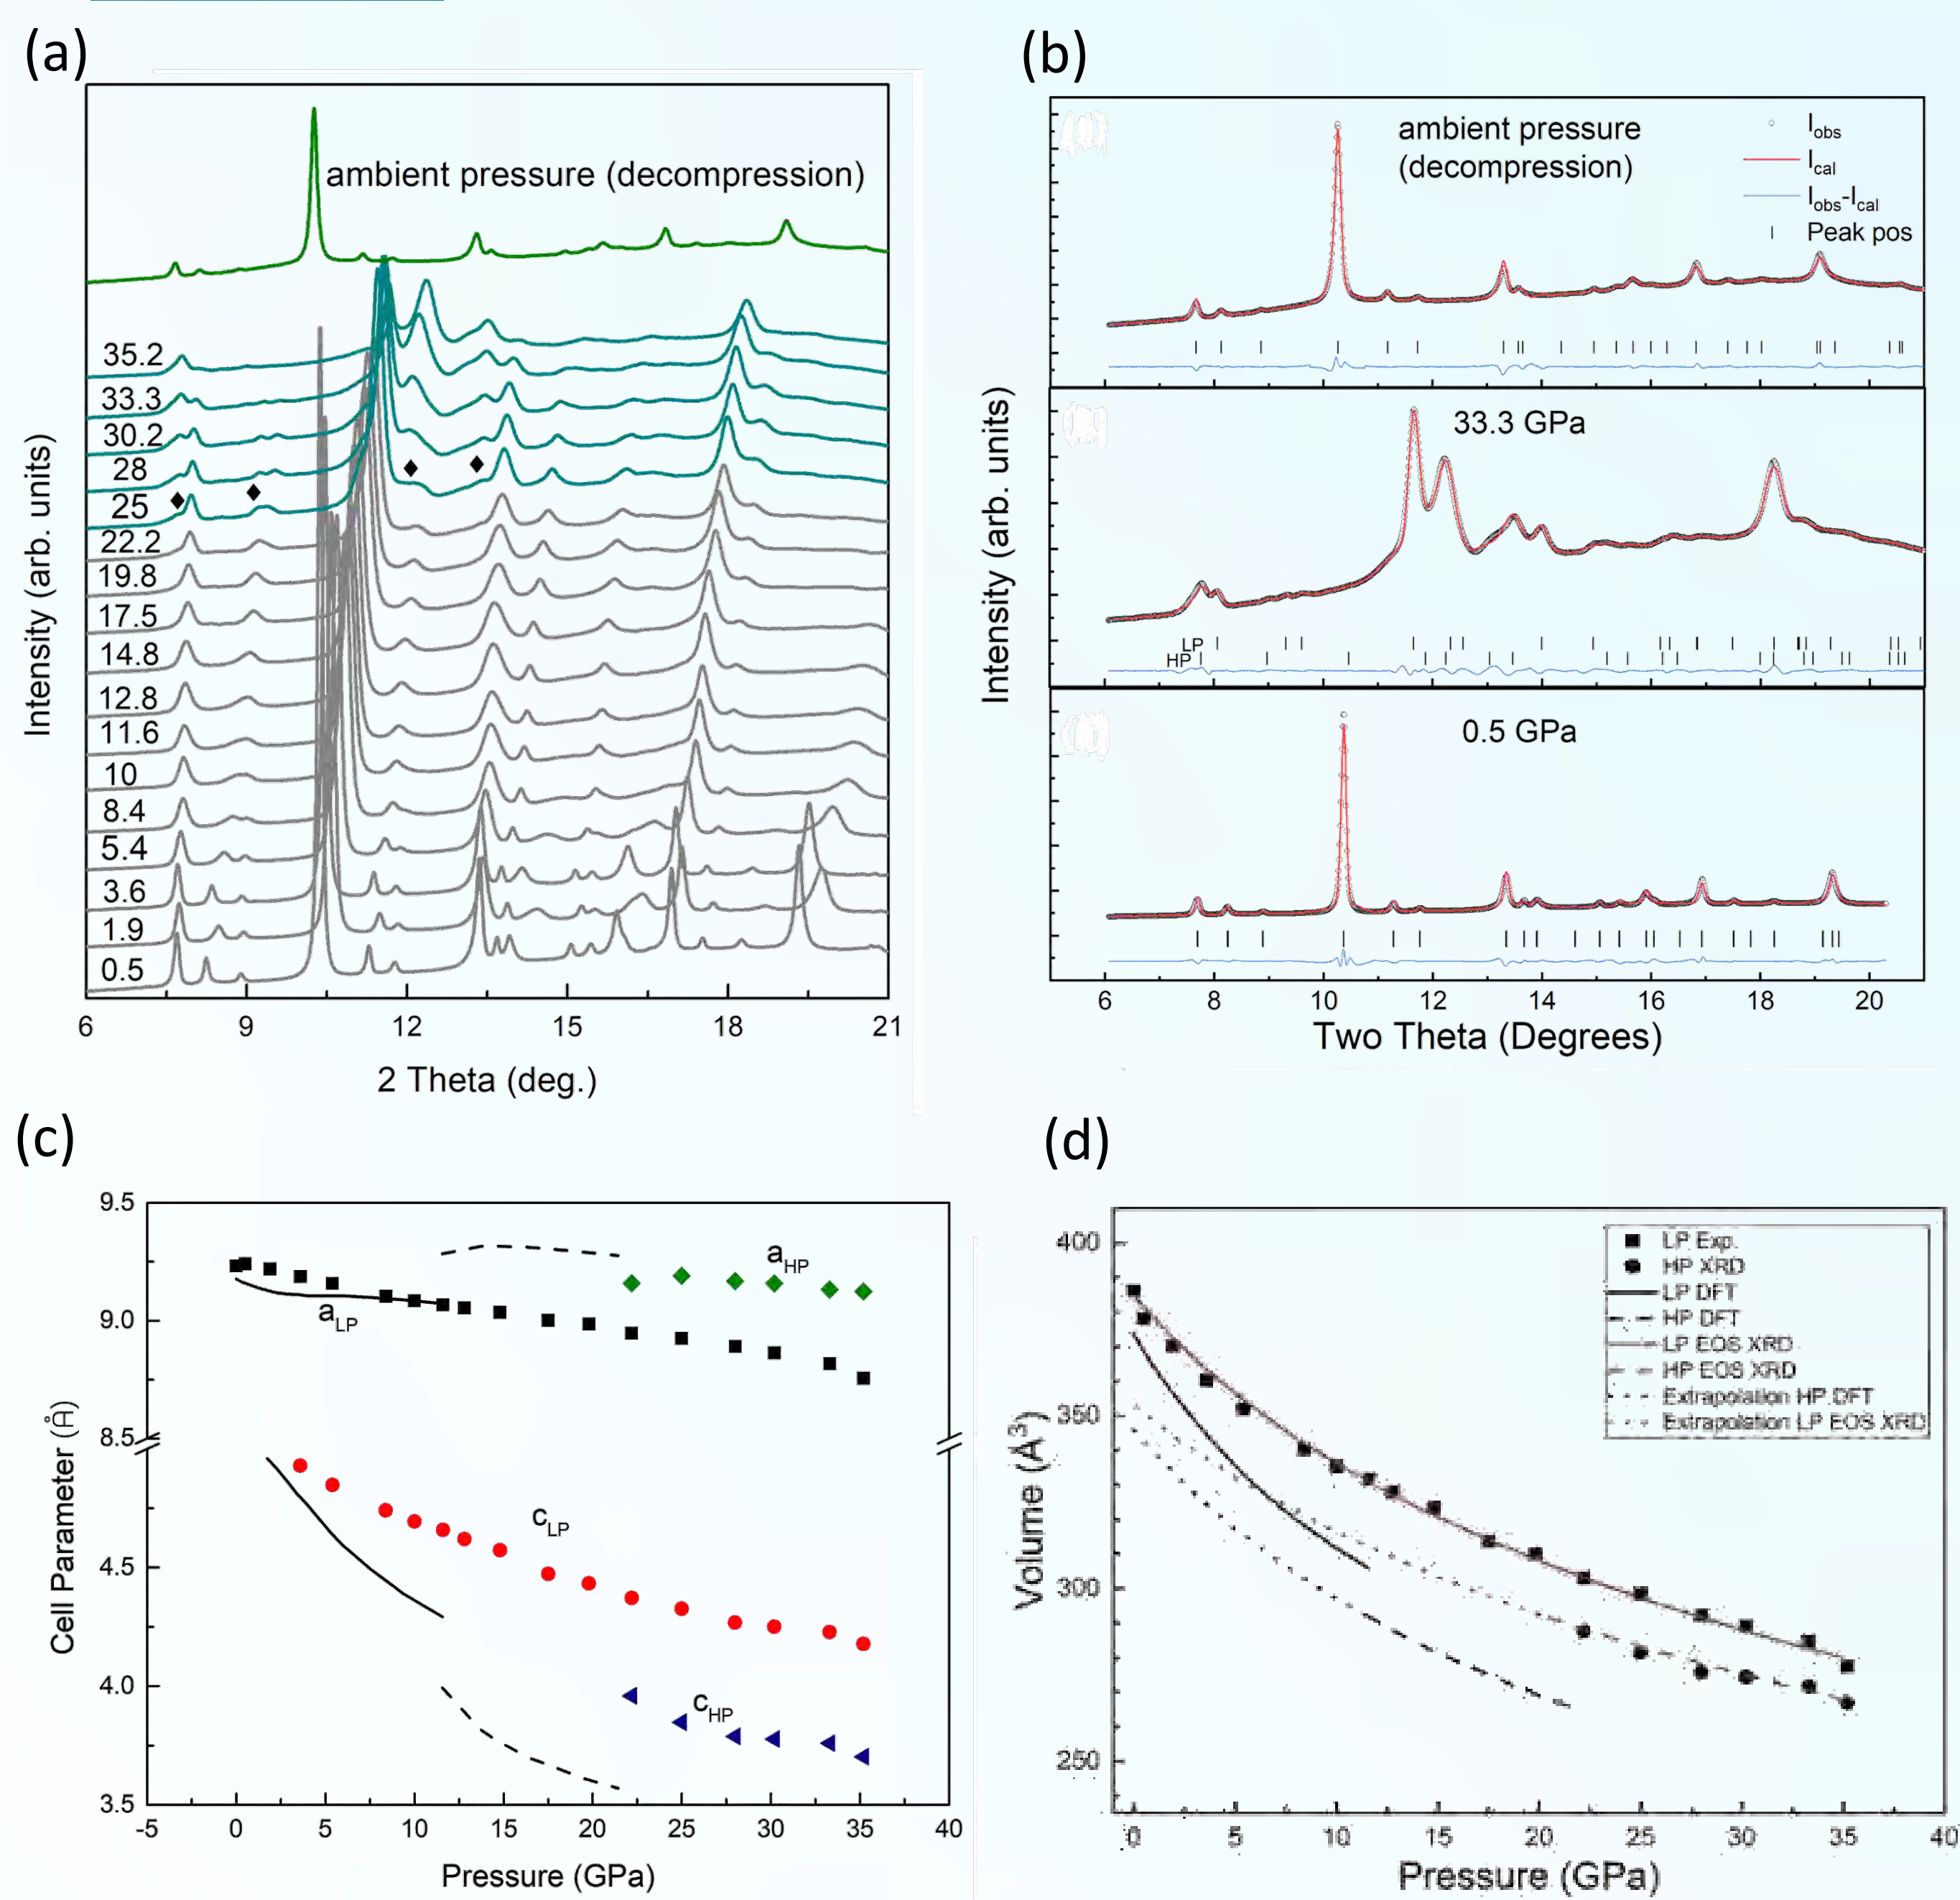 (a)
ambient pressure (decompression)
35.2
33.3
30.2
28
25
22.2
19.8
17.5
14.8
12.8
11.6
10
8.4
5.4
3.6
1.9
0.5
Intensity (arb. units)
6 9 12 15 18 21
2 Theta (deg.)
(b)
ambient pressure
(decompression)
Iobs
Ical
Iobs-Ical
Peak pos
33.3 GPa
LP
HP
0.5 GPa
Intensity (arb. units)
6 8 10 12 14 16 18 20
Two Theta (Degrees)
(c)
9.5
9.0
8.5
4.5
4.0
3.5
aHP
aLP
cLP
cHP
Cell Parameter (Å)
-5 0 5 10 15 20 25 30 35 40
Pressure (GPa)
(d)
400
350
300
250
LP Exp.
HP XRD
LP DFT
HP DFT
LP EOS XRD
HP EOS XRD
Extrapolation HP DFT
Extrapolation LP EOS XRD
Volume (Å³)
0 5 10 15 20 25 30 35 40
Pressure (GPa)